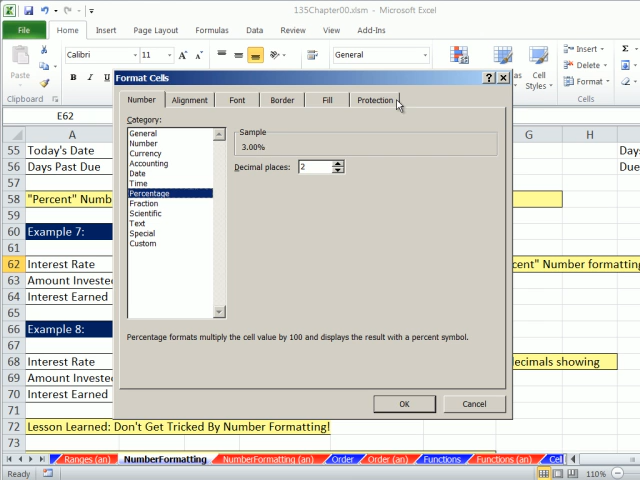 135Chapter00.xlsm - Microsoft Excel
File Home Insert Page Layout Formulas Data Review View Add-Ins
Paste
Calibri 11 A A General
B I U
Cell Styles
Insert
Delete
Format
Clipboard Cells
E62
A G H
55 Today's Date Days
56 Days Past Due Due
57
58 "Percent" Numb
59
60 Example 7:
61
62 Interest Rate cent" Number formatting
63 Amount Invested
64 Interest Earned
65
66 Example 8:
67
68 Interest Rate decimals showing
69 Amount Invested
70 Interest Earned
71
72 Lesson Learned: Don't Get Tricked By Number Formatting!
73
Format Cells
Number Alignment Font Border Fill Protection
Category:
General
Number
Currency
Accounting
Date
Time
Percentage
Fraction
Scientific
Text
Special
Custom
Sample
3.00%
Decimal places: 2
Percentage formats multiply the cell value by 100 and displays the result with a percent symbol.
OK Cancel
Ranges (an) NumberFormatting NumberFormatting (an) Order Order (an) Functions Functions (an) Cel
Ready 110%